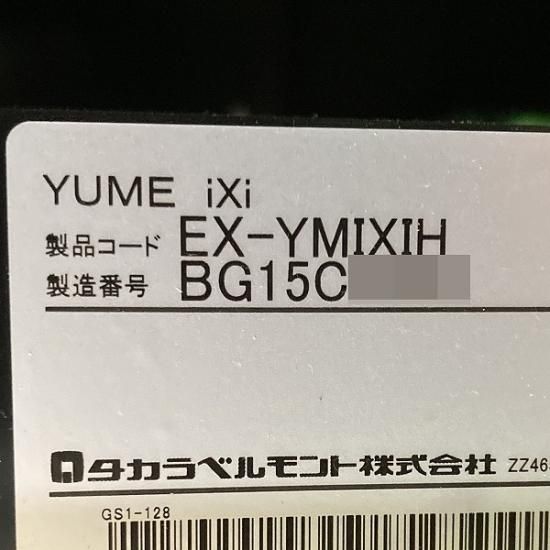 YUME iXi
製品コード EX-YMIXIH
製造番号 BG15C
タカラベルモント株式会社 ZZ46
GS1-128